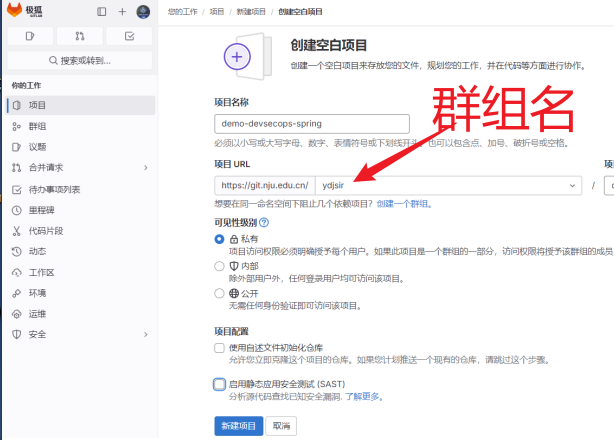 极狐
GITLAB
搜索或转到...
你的工作
项目
群组
议题
合并请求
待办事项列表
里程碑
代码片段
动态
工作区
环境
运维
安全
您的工作 / 项目 / 新建项目 / 创建空白项目
创建空白项目
创建一个空白项目来存放您的文件，规划您的工作，并在代码等方面进行协作。
群组名
项目名称
demo-devsecops-spring
必须以小写或大写字母、数字、表情符号或下划线开头。也可以包含点、加号、破折号或空格。
项目 URL
https://git.nju.edu.cn/ ydjsir /
想要在同一命名空间下阻止几个依赖项目？创建一个群组。
可见性级别
私有
项目访问权限必须明确授予每个用户。如果此项目是一个群组的一部分，访问权限将授予该群组的成员
内部
除外部用户外，任何登录用户均可访问该项目。
公开
无需任何身份验证即可访问该项目。
项目配置
使用自述文件初始化仓库
允许您立即克隆这个项目的仓库。如果您计划推送一个现有的仓库，请跳过这个步骤。
启用静态应用安全测试 (SAST)
分析源代码查找已知安全漏洞. 了解更多。
新建项目 取消